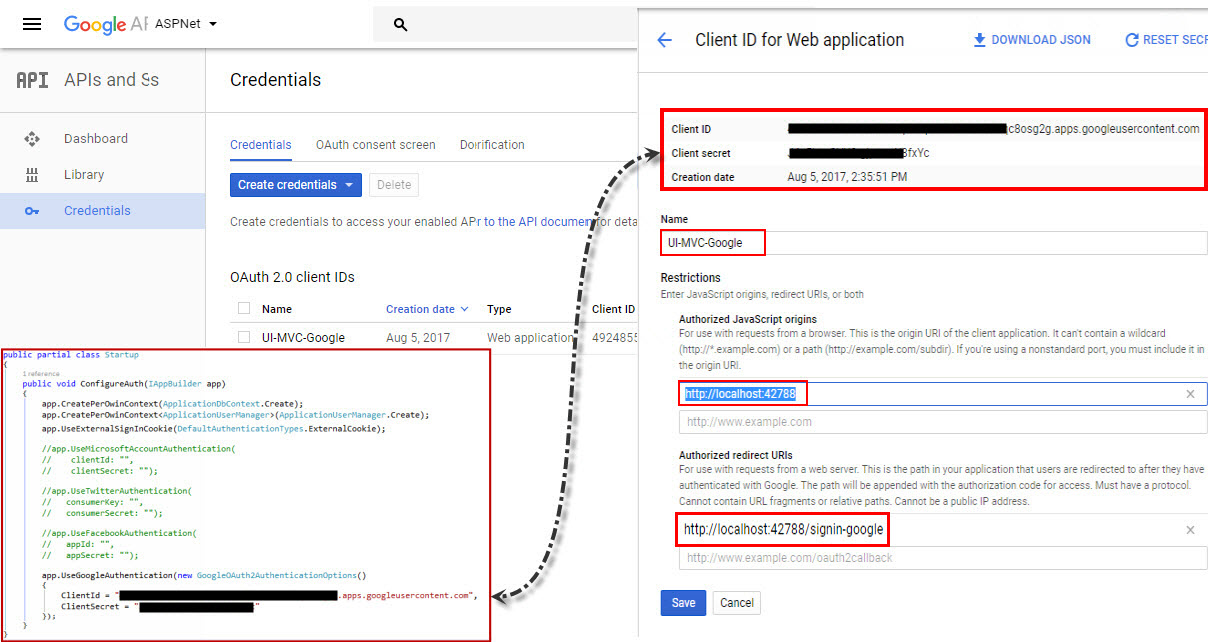 Google AP ASPNet
API APIs and Ss
Dashboard
Library
Credentials
Credentials
Credentials OAuth consent screen Dorification
Create credentials Delete
Create credentials to access your enabled APr to the API documen for deta
OAuth 2.0 client IDs
Name Creation date Type Client ID
UI-MVC-Google Aug 5, 2017 Web application 4924855
public partial class Startup
{
1 reference
public void ConfigureAuth(IAppBuilder app)
{
app.CreatePerOwinContext(ApplicationDbContext.Create);
app.CreatePerOwinContext<ApplicationUserManager>(ApplicationUserManager.Create);
app.UseExternalSignInCookie(DefaultAuthenticationTypes.ExternalCookie);
//app.UseMicrosoftAccountAuthentication(
// clientId: "",
// clientSecret: "");
//app.UseTwitterAuthentication(
// consumerKey: "",
// consumerSecret: "");
//app.UseFacebookAuthentication(
// appId: "",
// appSecret: "");
app.UseGoogleAuthentication(new GoogleOAuth2AuthenticationOptions()
{
ClientId = " .apps.googleusercontent.com",
ClientSecret = " "
});
}
}
Client ID for Web application DOWNLOAD JSON RESET SECR
Client ID c8osg2g.apps.googleusercontent.com
Client secret 3fxYc
Creation date Aug 5, 2017, 2:35:51 PM
Name
UI-MVC-Google
Restrictions
Enter JavaScript origins, redirect URIs, or both
Authorized JavaScript origins
For use with requests from a browser. This is the origin URI of the client application. It can't contain a wildcard
(http://*.example.com) or a path (http://example.com/subdir). If you're using a nonstandard port, you must include it in
the origin URI.
http://localhost:42788
http://www.example.com
Authorized redirect URIs
For use with requests from a web server. This is the path in your application that users are redirected to after they have
authenticated with Google. The path will be appended with the authorization code for access. Must have a protocol.
Cannot contain URL fragments or relative paths. Cannot be a public IP address.
http://localhost:42788/signin-google
http://www.example.com/oauth2callback
Save Cancel